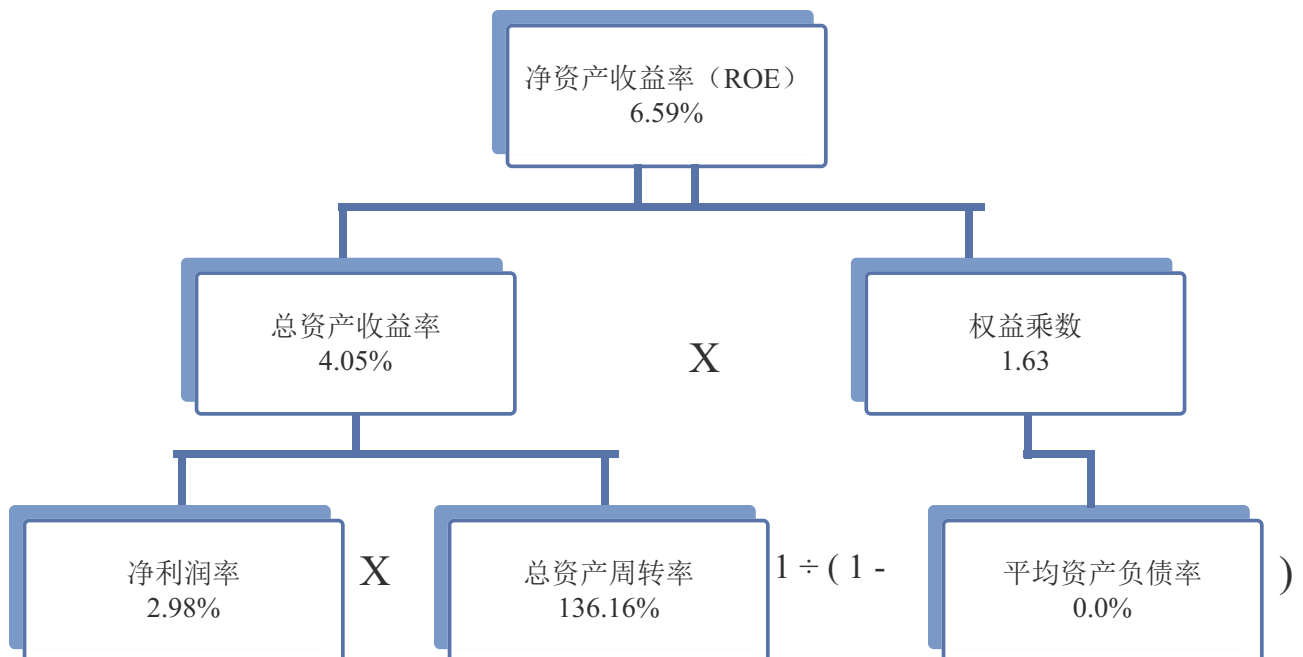 净资产收益率（ROE）
6.59%
总资产收益率
4.05%
X
权益乘数
1.63
净利润率
2.98%
X
总资产周转率
136.16%
1 ÷ ( 1 -
平均资产负债率
0.0%
)